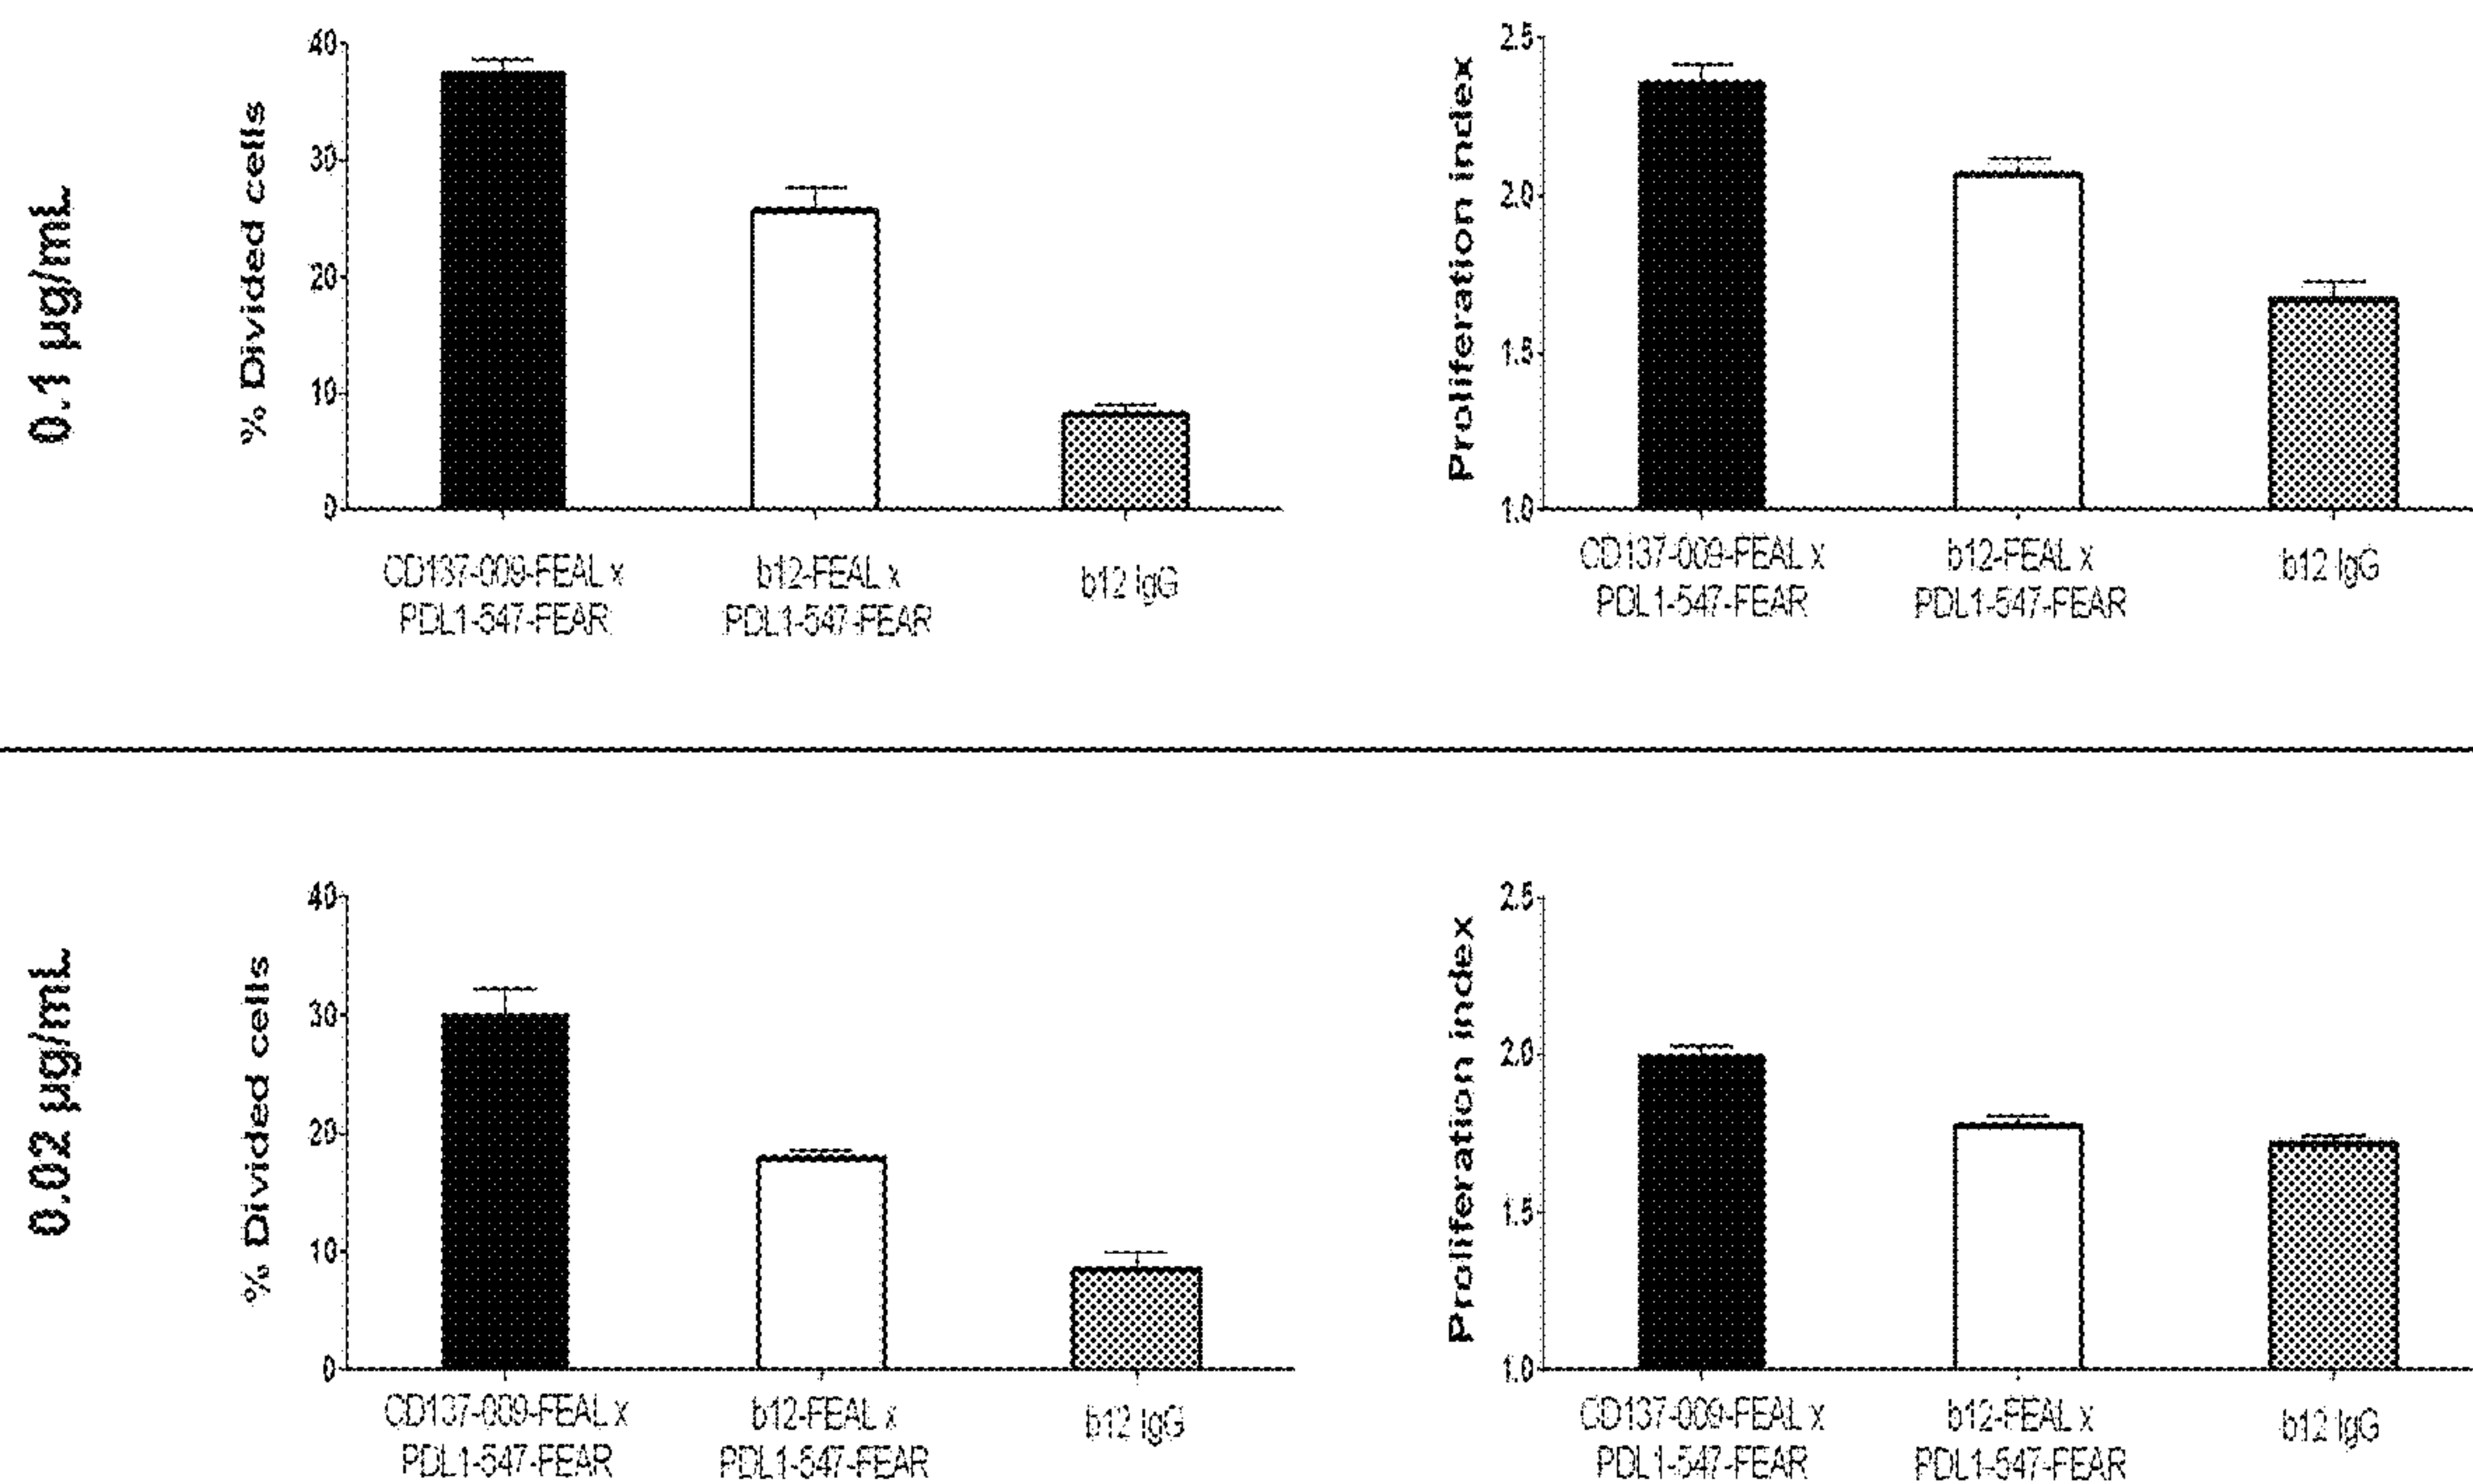 0.1 µg/mL
% Divided cells
40
30
20
10
0
CD137-009-FEAL x
PDL1-547-FEAR
b12-FEAL x
PDL1-547-FEAR
b12 IgG
Proliferation index
2.5
2.0
1.5
1.0
CD137-009-FEAL x
PDL1-547-FEAR
b12-FEAL x
PDL1-547-FEAR
b12 IgG
0.02 µg/mL
% Divided cells
40
30
20
10
0
CD137-009-FEAL x
PDL1-547-FEAR
b12-FEAL x
PDL1-547-FEAR
b12 IgG
Proliferation index
2.5
2.0
1.5
1.0
CD137-009-FEAL x
PDL1-547-FEAR
b12-FEAL x
PDL1-547-FEAR
b12 IgG